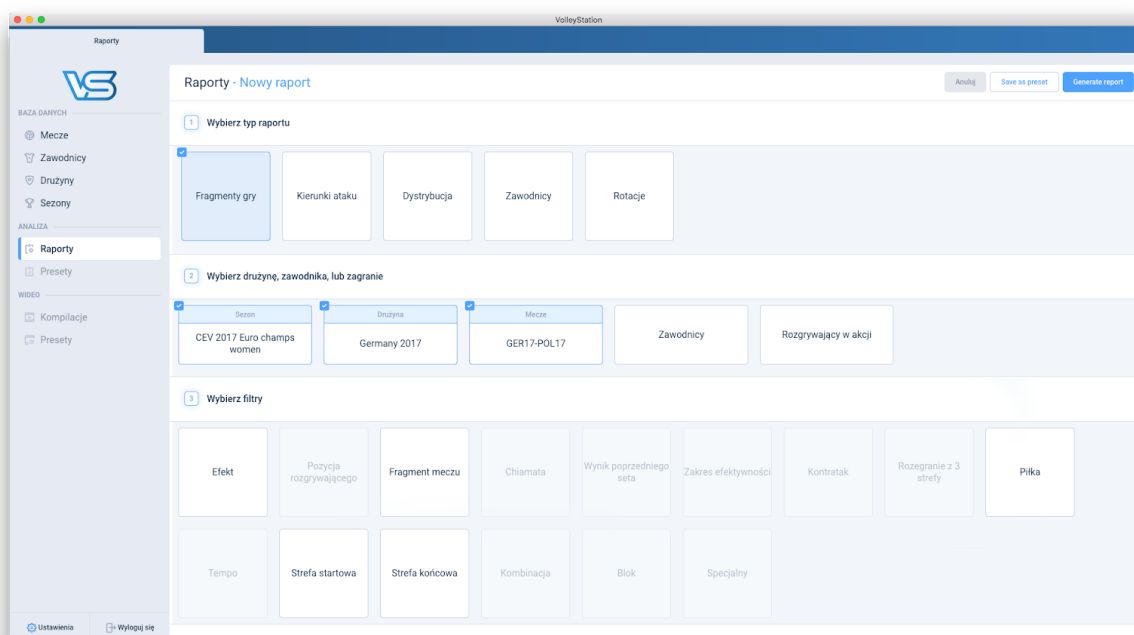 VolleyStation
Raporty
VS
Raporty - Nowy raport
Anuluj
Save as preset
Generate report
BAZA DANYCH
Mecze
Zawodnicy
Drużyny
Sezony
ANALIZA
Raporty
Presety
WIDEO
Kompilacje
Presety
Ustawienia
Wyloguj się
1 Wybierz typ raportu
Fragmenty gry
Kierunki ataku
Dystrybucja
Zawodnicy
Rotacje
2 Wybierz drużynę, zawodnika, lub zagranie
Sezon
CEV 2017 Euro champs
women
Drużyna
Germany 2017
Mecze
GER17-POL17
Zawodnicy
Rozgrywający w akcji
3 Wybierz filtry
Efekt
Pozycja
rozgrywającego
Fragment meczu
Chiamata
Wynik poprzedniego
seta
Zakres efektywności
Kontratak
Rozegranie z 3
strefy
Piłka
Tempo
Strefa startowa
Strefa końcowa
Kombinacja
Blok
Specjalny